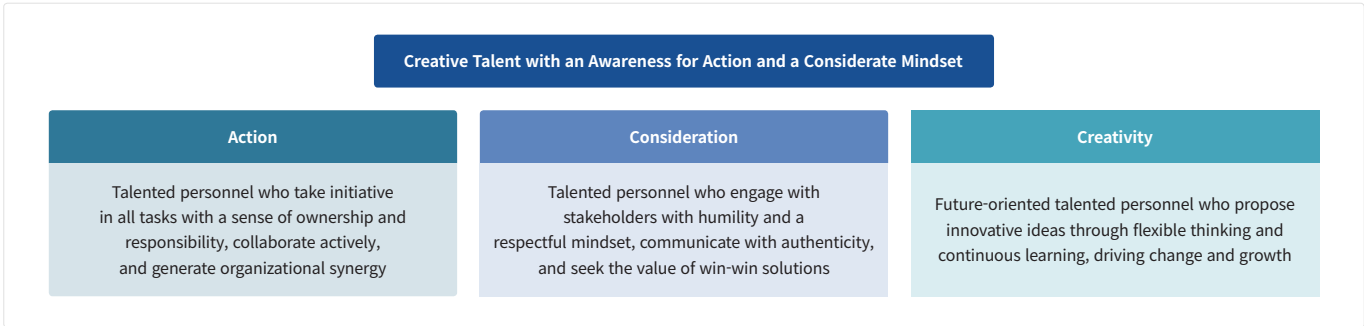 Creative Talent with an Awareness for Action and a Considerate Mindset
Action
Talented personnel who take initiative
in all tasks with a sense of ownership and
responsibility, collaborate actively,
and generate organizational synergy
Consideration
Talented personnel who engage with
stakeholders with humility and a
respectful mindset, communicate with authenticity,
and seek the value of win-win solutions
Creativity
Future-oriented talented personnel who propose
innovative ideas through flexible thinking and
continuous learning, driving change and growth